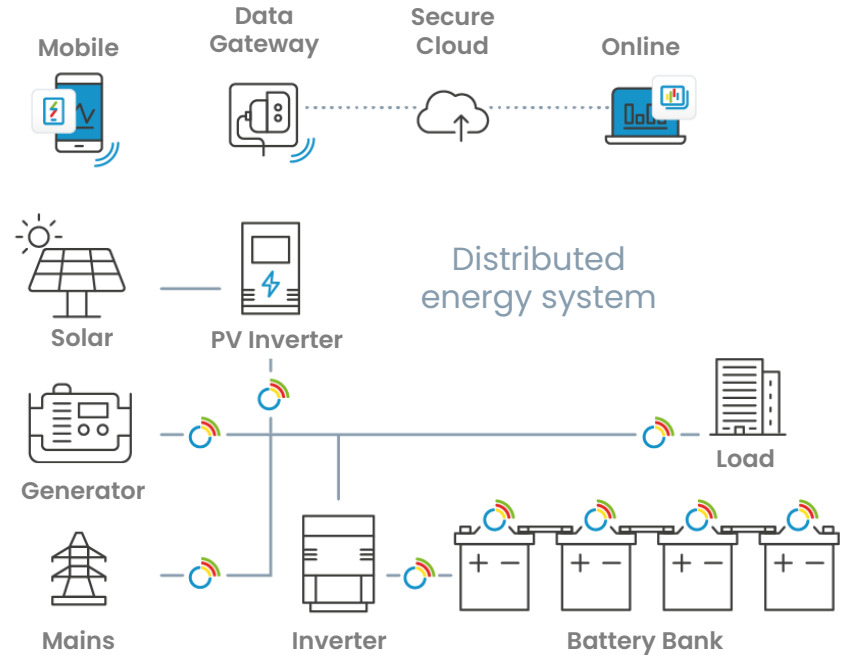 Mobile
Data
Gateway
Secure
Cloud
Online
Distributed
energy system
Solar
PV Inverter
Generator
Load
Mains
Inverter
Battery Bank